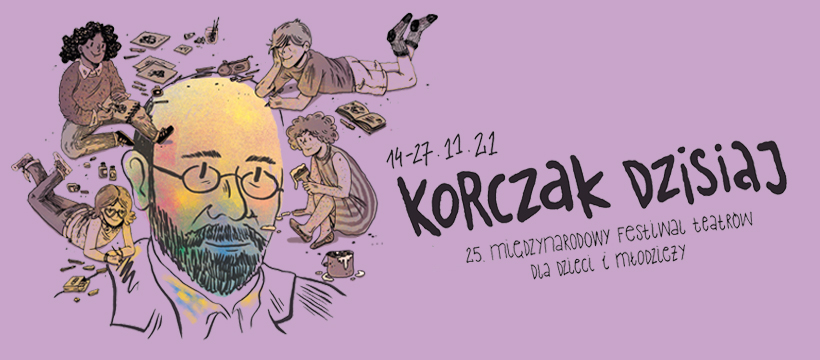 14-27.11.21
KORCZAK DZISIAJ
25. MIĘDZYNARODOWY FESTIWAL TEATRÓW
DLA DZIECI I MŁODZIEŻY